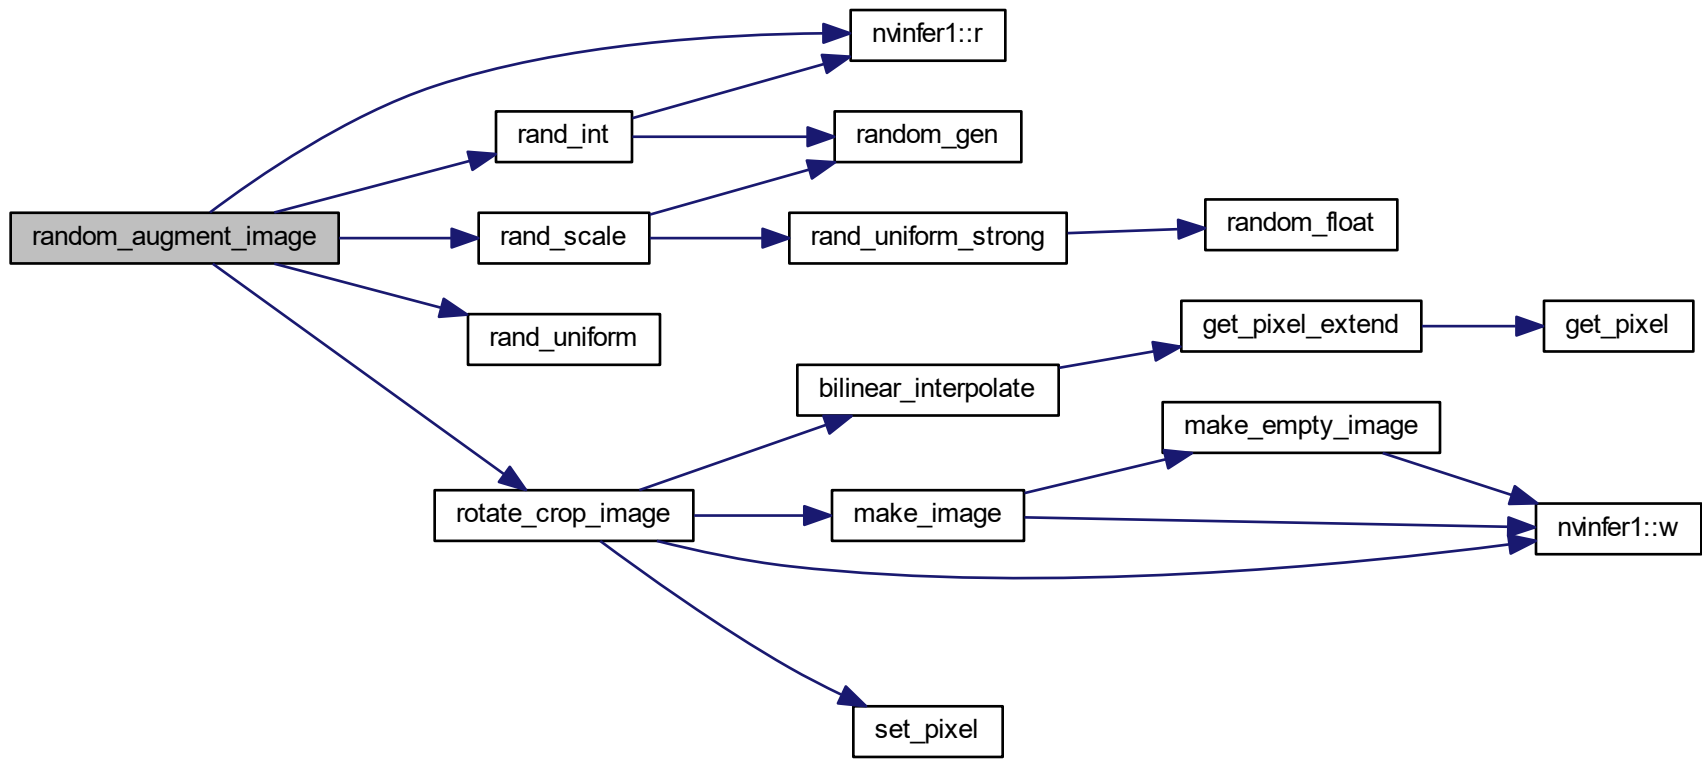 nvinfer1::r
rand_int
random_gen
random_augment_image
rand_scale
rand_uniform_strong
random_float
rand_uniform
get_pixel_extend
get_pixel
bilinear_interpolate
make_empty_image
rotate_crop_image
make_image
nvinfer1::w
set_pixel